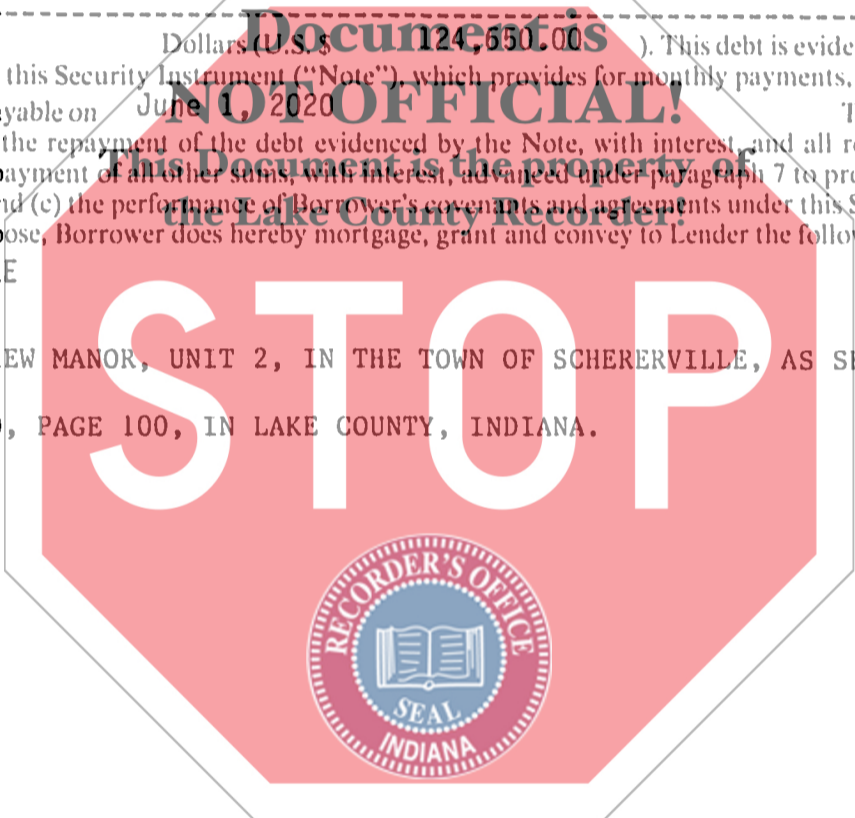 Document is
Dollars (U.S. $ 124,550.00 ). This debt is evide
this Security Instrument ("Note"), which provides for monthly payments,
NOT OFFICIAL!
yable on June 1, 2020 T
the repayment of the debt evidenced by the Note, with interest, and all r
This Document is the property of
ayment of all other sums, with interest, advanced under paragraph 7 to pro
nd (c) the performance of Borrower's covenants and agreements under this S
the Lake County Recorder!
pose, Borrower does hereby mortgage, grant and convey to Lender the follo
E
EW MANOR, UNIT 2, IN THE TOWN OF SCHERERVILLE, AS S
, PAGE 100, IN LAKE COUNTY, INDIANA.
STOP
RECORDER'S OFFICE
SEAL
INDIANA